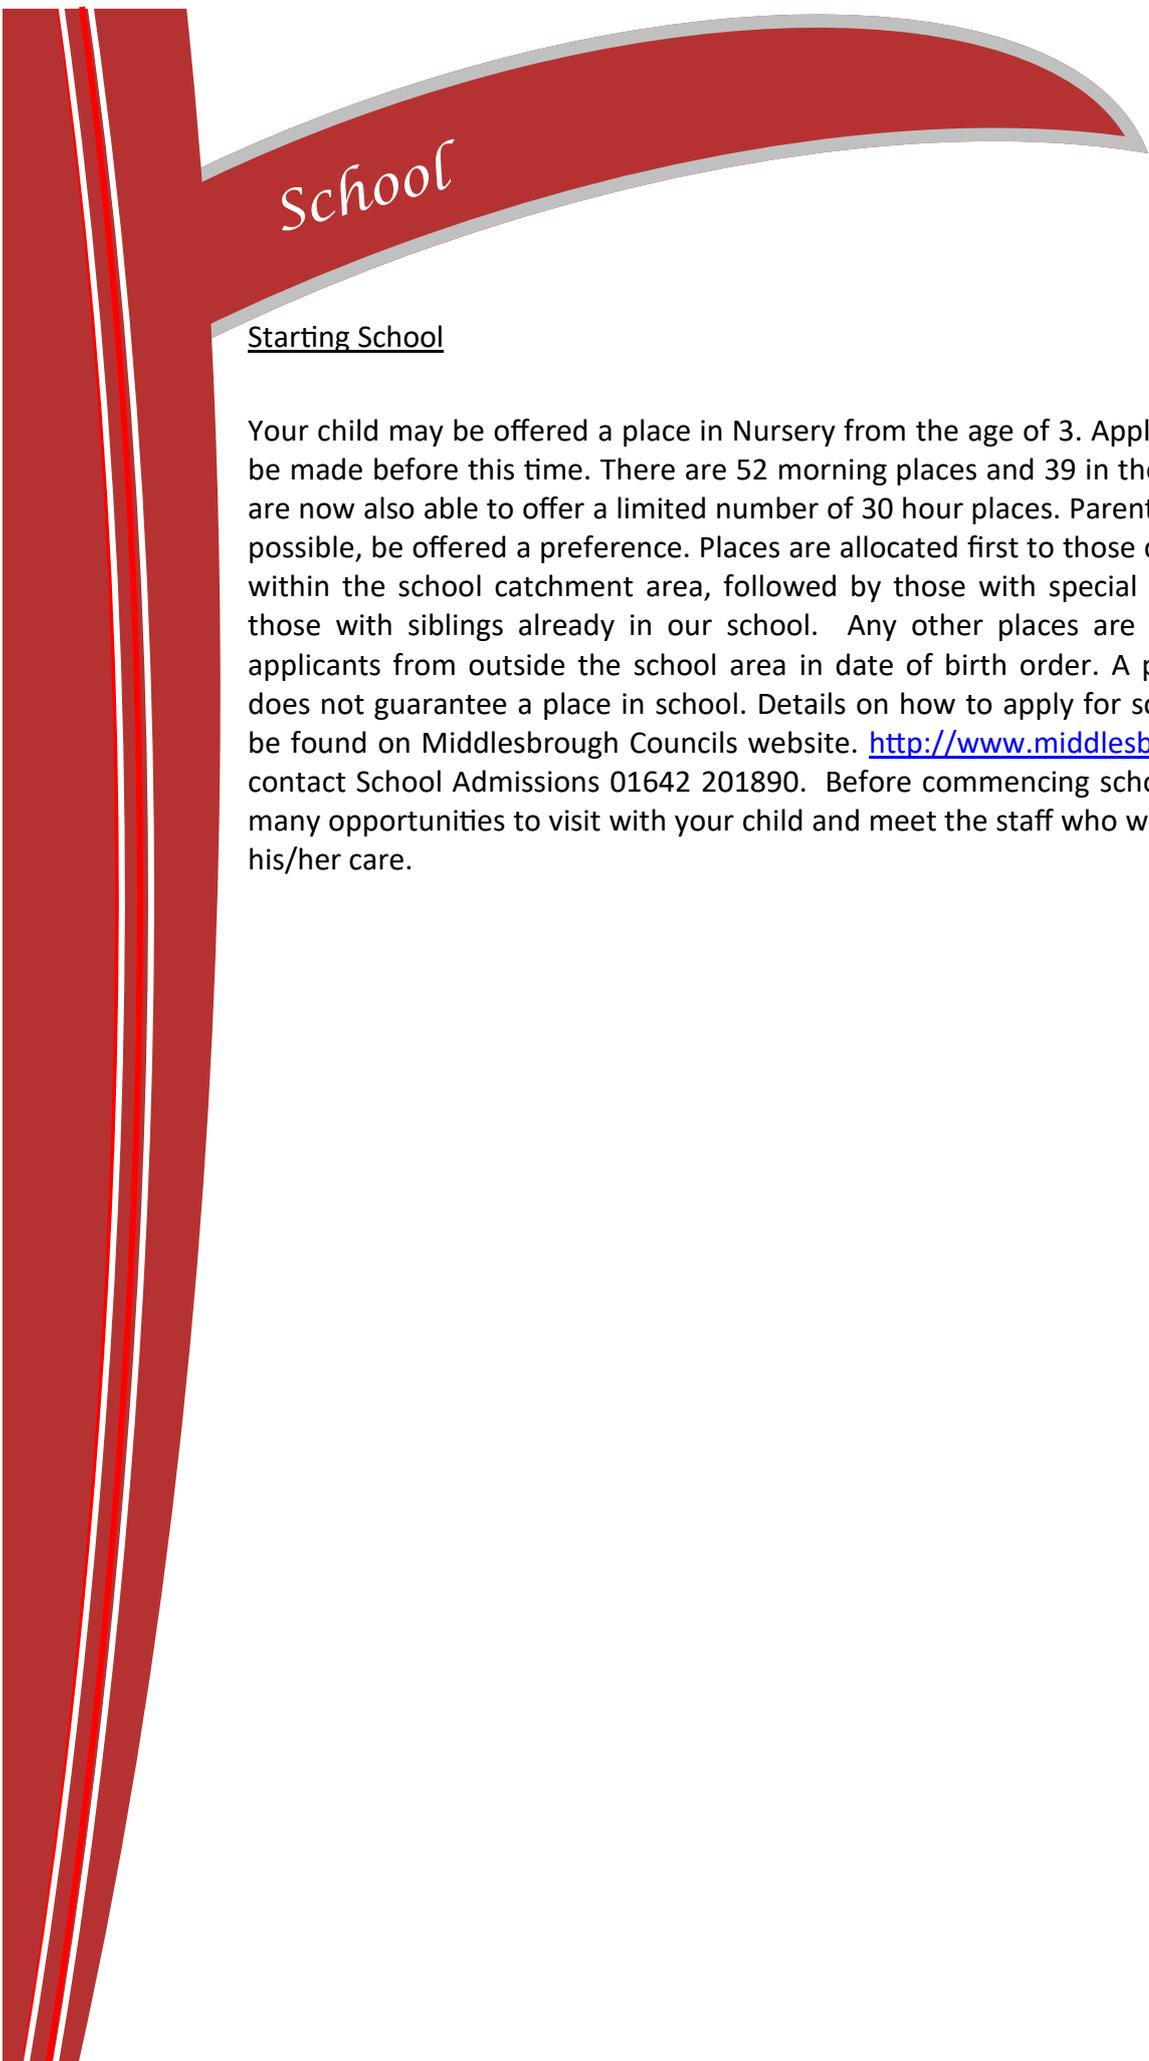 School
Starting School
Your child may be offered a place in Nursery from the age of 3. Appl
be made before this time. There are 52 morning places and 39 in the
are now also able to offer a limited number of 30 hour places. Parent
possible, be offered a preference. Places are allocated first to those
within the school catchment area, followed by those with special
those with siblings already in our school. Any other places are
applicants from outside the school area in date of birth order. A
does not guarantee a place in school. Details on how to apply for
be found on Middlesbrough Councils website. http://www.middlesb
contact School Admissions 01642 201890. Before commencing
many opportunities to visit with your child and meet the staff who
his/her care.